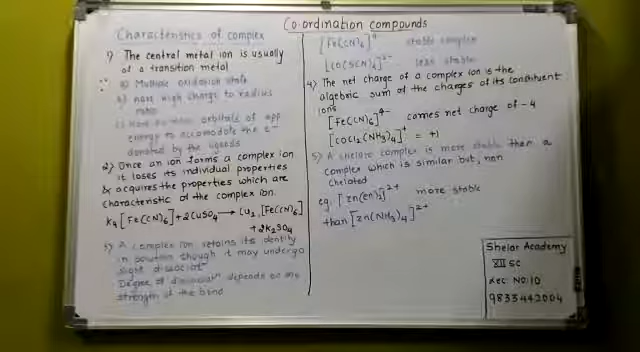 Co-ordination compounds
Characteristics of complex
1) The central metal ion is usually
of a transition metal
∵ a) Multiple oxidation state
b) have high charge to radius
ratio
c) Have orbitals of app
energy to accomodate the e⁻
donated by the ligands
2) Once an ion forms a complex ion
it loses its individual properties
& acquires the properties which are
characteristic of the complex ion.
K₄[Fe(CN)₆]+2CuSO₄→Cu₂[Fe(CN)₆]
+2K₂SO₄
3) A complex ion retains its identity
in solution though it may undergo
slight dissociatⁿ
Degree of dissociatⁿ depends on the
strength of the bond
[Fe(CN)₆]⁴⁻ stable complex
[Co(SCN)₄]²⁻ less stable
4) The net charge of a complex ion is the
algebric sum of the charges of its constituent
ions
[Fe(CN)₆]⁴⁻ carries net charge of -4
[COCl₂(NH₃)₄]⁺ = +1
5) A chelate complex is more stable than a
complex which is similar but, non
chelated
eg. [Zn(en)₂]²⁺ more stable
than [Zn(NH₃)₄]²⁺
Shelar Academy
XII SC
Lec. NO:10
9833442004